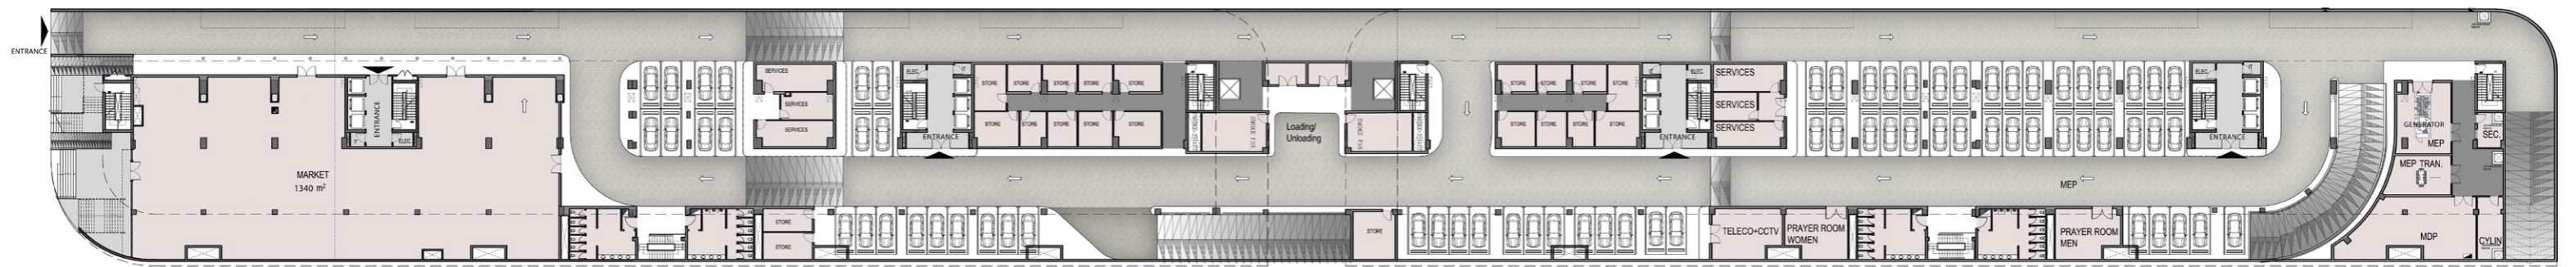 ENTRANCE
MARKET
1340 m²
ENTRANCE
ELEC.
SERVICES
SERVICES
SERVICES
ELEC.
ENTRANCE
STORE
STORE
STORE
STORE
STORE
STORE
STORE
STORE
STORE
STORE
Loading/
Unloading
STORE
STORE
STORE
STORE
STORE
STORE
STORE
STORE
ELEC.
ENTRANCE
SERVICES
SERVICES
SERVICES
ELEC.
ENTRANCE
GENERATOR
MEP
SEC.
MEP TRAN.
MEP
STORE
STORE
STORE
TELECO+CCTV
PRAYER ROOM
WOMEN
PRAYER ROOM
MEN
MDP
CYLIN